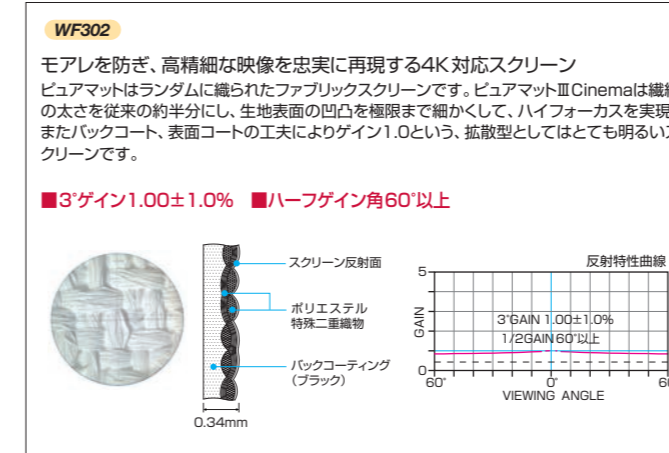 WF302
モアレを防ぎ、高精細な映像を忠実に再現する4K対応スクリーン
ピュアマットはランダムに織られたファブリックスクリーンです。ピュアマットⅢCinemaは繊
の太さを従来の約半分にし、生地表面の凹凸を極限まで細かくして、ハイフォーカスを実現
またバックコート、表面コートの工夫によりゲイン1.0という、拡散型としてはとても明るい
クリーンです。
■3°ゲイン1.00±1.0% ■ハーフゲイン角60°以上
スクリーン反射面
ポリエステル
特殊二重織物
バックコーティング
(ブラック)
0.34mm
反射特性曲線
5
GAIN
3°GAIN 1.00±1.0%
1/2GAIN 60°以上
0
60° 0° 6
VIEWING ANGLE